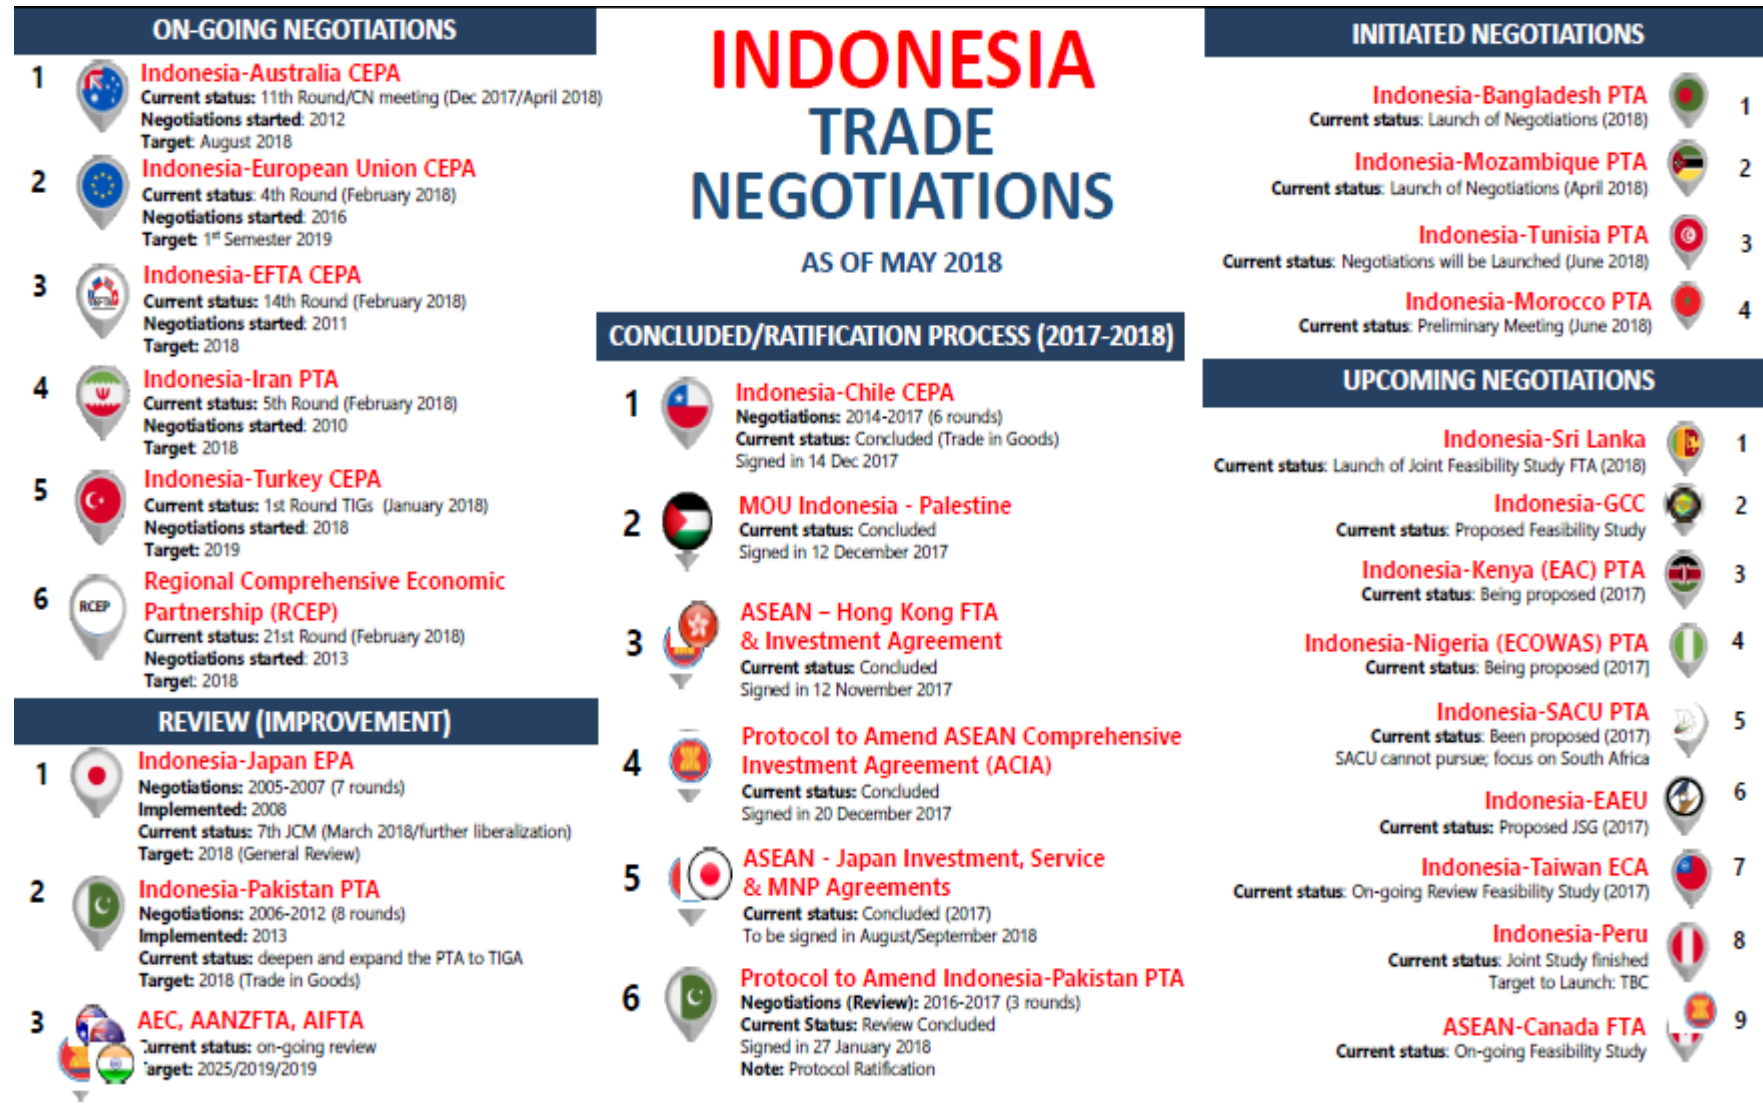 ON-GOING NEGOTIATIONS
1
Indonesia-Australia CEPA
Current status: 11th Round/CN meeting (Dec 2017/April 2018)
Negotiations started: 2012
Target: August 2018
2
Indonesia-European Union CEPA
Current status: 4th Round (February 2018)
Negotiations started: 2016
Target: 1st Semester 2019
3
Indonesia-EFTA CEPA
Current status: 14th Round (February 2018)
Negotiations started: 2011
Target: 2018
4
Indonesia-Iran PTA
Current status: 5th Round (February 2018)
Negotiations started: 2010
Target 2018
5
Indonesia-Turkey CEPA
Current status: 1st Round TIGs (January 2018)
Negotiations started: 2018
Target: 2019
6
RCEP
Regional Comprehensive Economic
Partnership (RCEP)
Current status: 21st Round (February 2018)
Negotiations started: 2013
Target: 2018
REVIEW (IMPROVEMENT)
1
Indonesia-Japan EPA
Negotiations: 2005-2007 (7 rounds)
Implemented: 2008
Current status: 7th JCM (March 2018/further liberalization)
Target: 2018 (General Review)
2
Indonesia-Pakistan PTA
Negotiations: 2006-2012 (8 rounds)
Implemented: 2013
Current status: deepen and expand the PTA to TIGA
Target: 2018 (Trade in Goods)
3
AEC, AANZFTA, AIFTA
Current status: on-going review
Target: 2025/2019/2019
INDONESIA
TRADE
NEGOTIATIONS
AS OF MAY 2018
CONCLUDED/RATIFICATION PROCESS (2017-2018)
1
Indonesia-Chile CEPA
Negotiations: 2014-2017 (6 rounds)
Current status: Concluded (Trade in Goods)
Signed in 14 Dec 2017
2
MOU Indonesia - Palestine
Current status: Concluded
Signed in 12 December 2017
3
ASEAN – Hong Kong FTA
& Investment Agreement
Current status: Concluded
Signed in 12 November 2017
4
Protocol to Amend ASEAN Comprehensive
Investment Agreement (ACIA)
Current status: Concluded
Signed in 20 December 2017
5
ASEAN - Japan Investment, Service
& MNP Agreements
Current status: Concluded (2017)
To be signed in August/September 2018
6
Protocol to Amend Indonesia-Pakistan PTA
Negotiations (Review): 2016-2017 (3 rounds)
Current Status: Review Concluded
Signed in 27 January 2018
Note: Protocol Ratification
INITIATED NEGOTIATIONS
Indonesia-Bangladesh PTA
Current status: Launch of Negotiations (2018)
1
Indonesia-Mozambique PTA
Current status: Launch of Negotiations (April 2018)
2
Indonesia-Tunisia PTA
Current status: Negotiations will be Launched (June 2018)
3
Indonesia-Morocco PTA
Current status: Preliminary Meeting (June 2018)
4
UPCOMING NEGOTIATIONS
Indonesia-Sri Lanka
Current status: Launch of Joint Feasibility Study FTA (2018)
1
Indonesia-GCC
Current status: Proposed Feasibility Study
2
Indonesia-Kenya (EAC) PTA
Current status: Being proposed (2017)
3
Indonesia-Nigeria (ECOWAS) PTA
Current status: Being proposed (2017]
4
Indonesia-SACU PTA
Current status: Been proposed (2017)
SACU cannot pursue; focus on South Africa
5
Indonesia-EAEU
Current status: Proposed JSG (2017)
6
Indonesia-Taiwan ECA
Current status: On-going Review Feasibility Study (2017)
7
Indonesia-Peru
Current status: Joint Study finished
Target to Launch: TBC
8
ASEAN-Canada FTA
Current status: On-going Feasibility Study
9